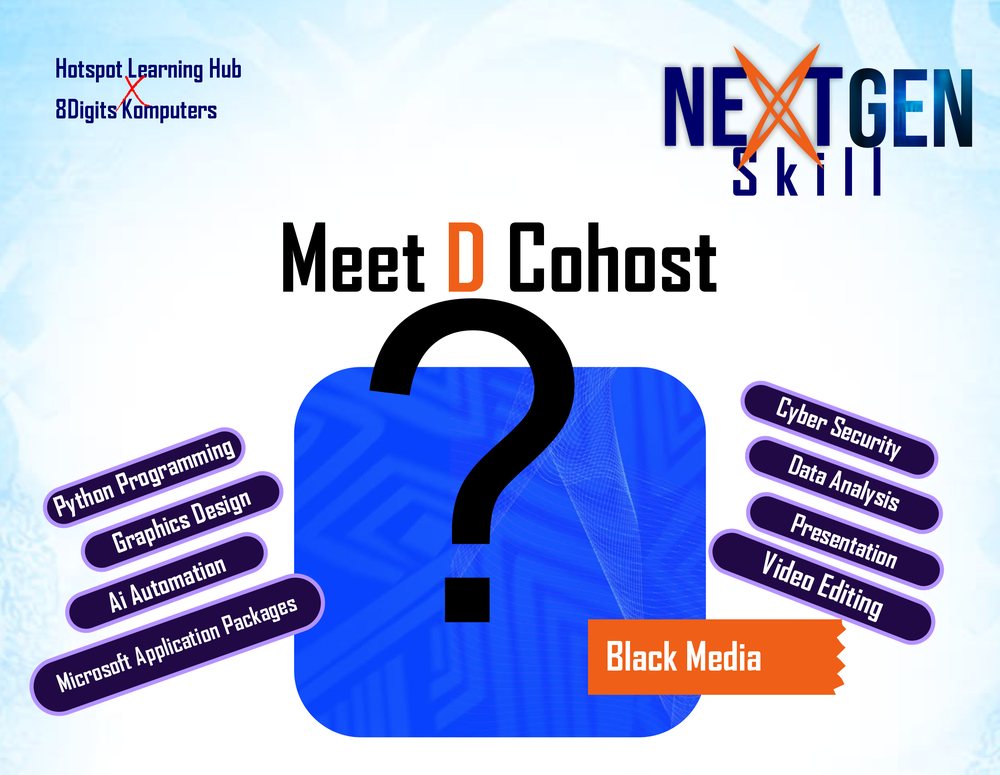 Hotspot Learning Hub
X
8Digits Komputers
NEXTGEN
Skill
Meet D Cohost
?
Python Programming
Graphics Design
Ai Automation
Microsoft Application Packages
Cyber Security
Data Analysis
Presentation
Video Editing
Black Media